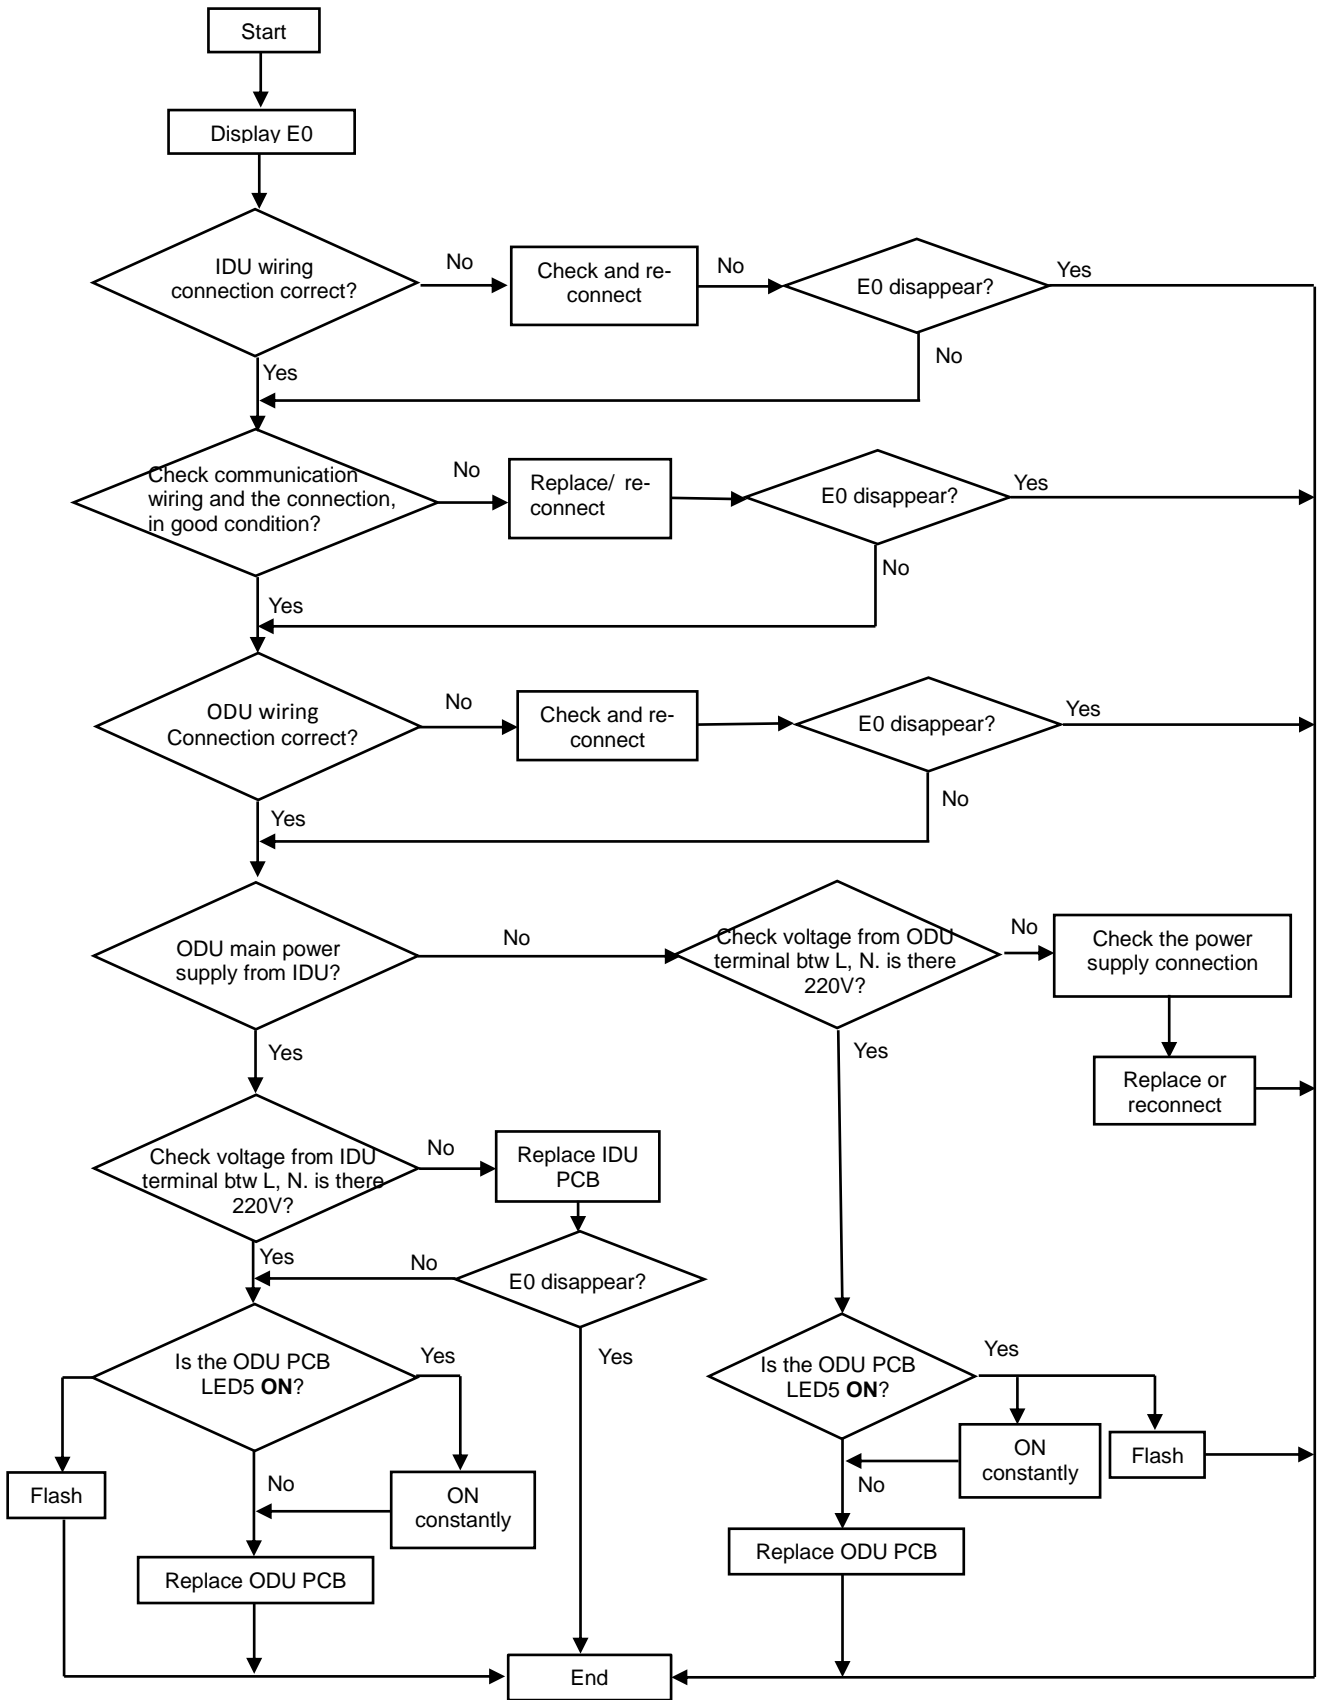 Start
Display E0
IDU wiring
connection correct?
No
Check and re-
connect
No
E0 disappear?
Yes
No
Yes
Check communication
wiring and the connection,
in good condition?
No
Replace/ re-
connect
E0 disappear?
Yes
No
Yes
ODU wiring
Connection correct?
No
Check and re-
connect
E0 disappear?
Yes
No
Yes
ODU main power
supply from IDU?
No
Check voltage from ODU
terminal btw L, N. is there
220V?
No
Check the power
supply connection
Yes
Yes
Replace or
reconnect
Check voltage from IDU
terminal btw L, N. is there
220V?
No
Replace IDU
PCB
Yes
No
E0 disappear?
Yes
Is the ODU PCB
LED5 ON?
Yes
Is the ODU PCB
LED5 ON?
Yes
Flash
No
ON
constantly
No
ON
constantly
Flash
Replace ODU PCB
Replace ODU PCB
End